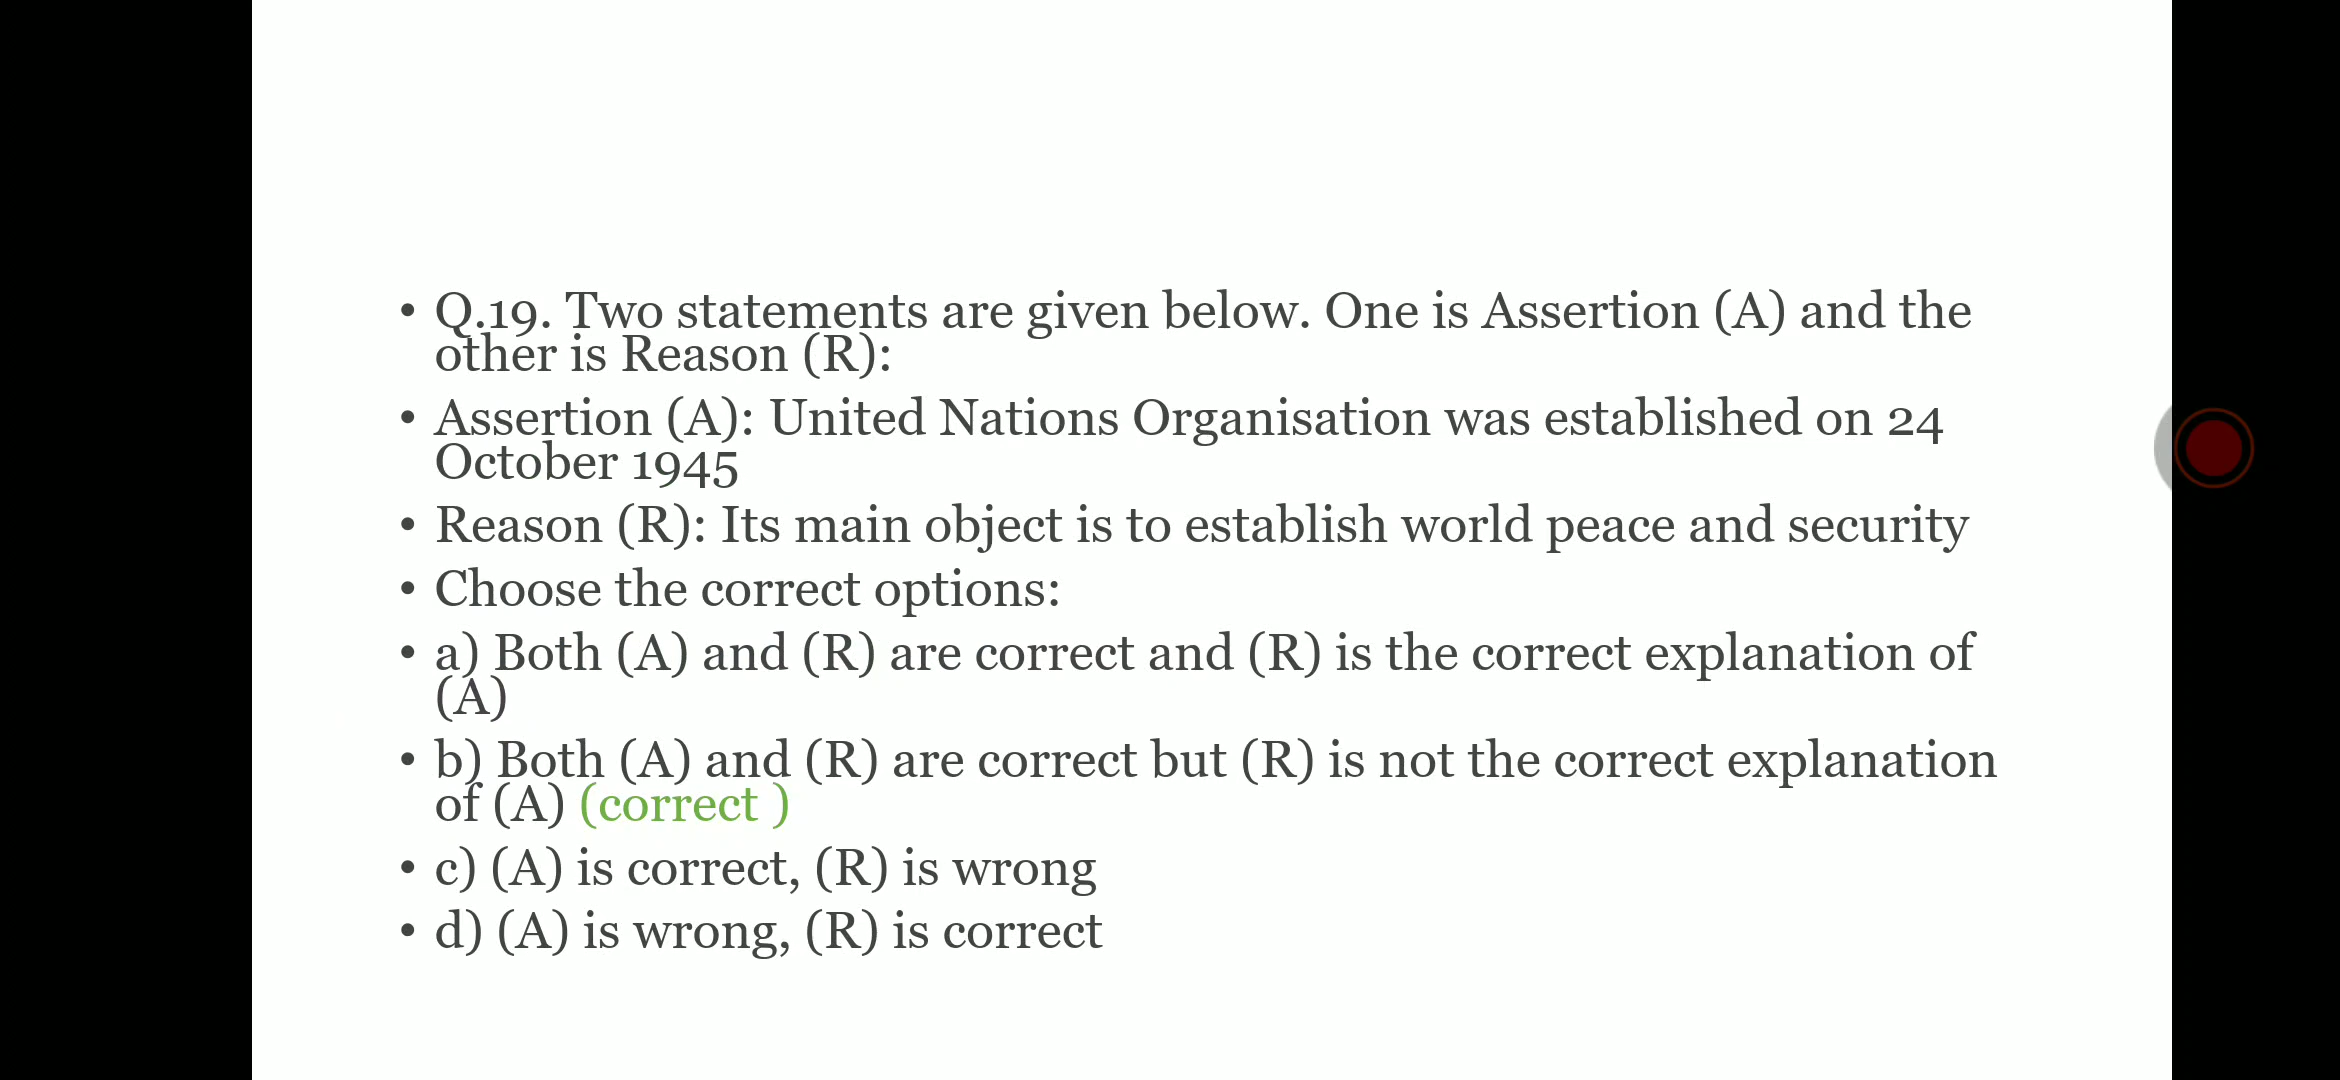 • Q.19. Two statements are given below. One is Assertion (A) and the
other is Reason (R):
• Assertion (A): United Nations Organisation was established on 24
October 1945
• Reason (R): Its main object is to establish world peace and security
• Choose the correct options:
• a) Both (A) and (R) are correct and (R) is the correct explanation of
(A)
• b) Both (A) and (R) are correct but (R) is not the correct explanation
of (A) (correct )
• c) (A) is correct, (R) is wrong
• d) (A) is wrong, (R) is correct